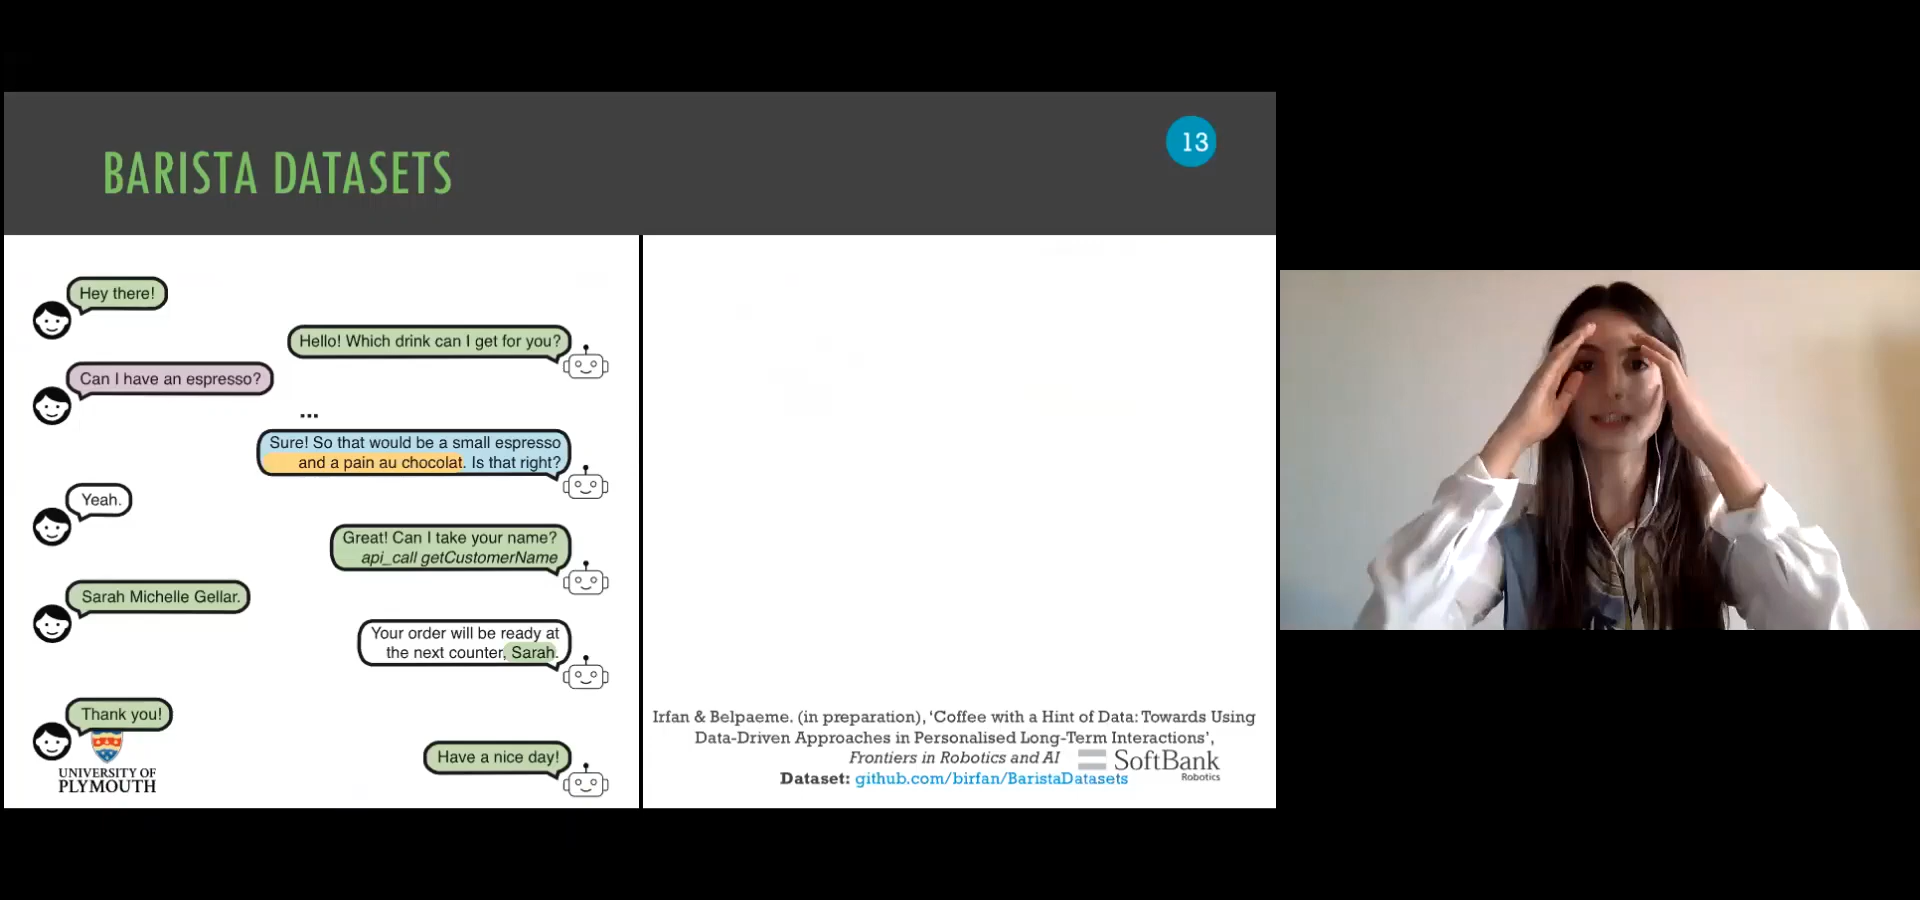 BARISTA DATASETS
13
Hey there!
Hello! Which drink can I get for you?
Can I have an espresso?
...
Sure! So that would be a small espresso
and a pain au chocolat. Is that right?
Yeah.
Great! Can I take your name?
api_call getCustomerName
Sarah Michelle Gellar.
Your order will be ready at
the next counter, Sarah.
Thank you!
Have a nice day!
UNIVERSITY OF
PLYMOUTH
Irfan & Belpaeme. (in preparation), ‘Coffee with a Hint of Data: Towards Using
Data-Driven Approaches in Personalised Long-Term Interactions’,
Frontiers in Robotics and AI
SoftBank
Robotics
Dataset: github.com/birfan/BaristaDatasets